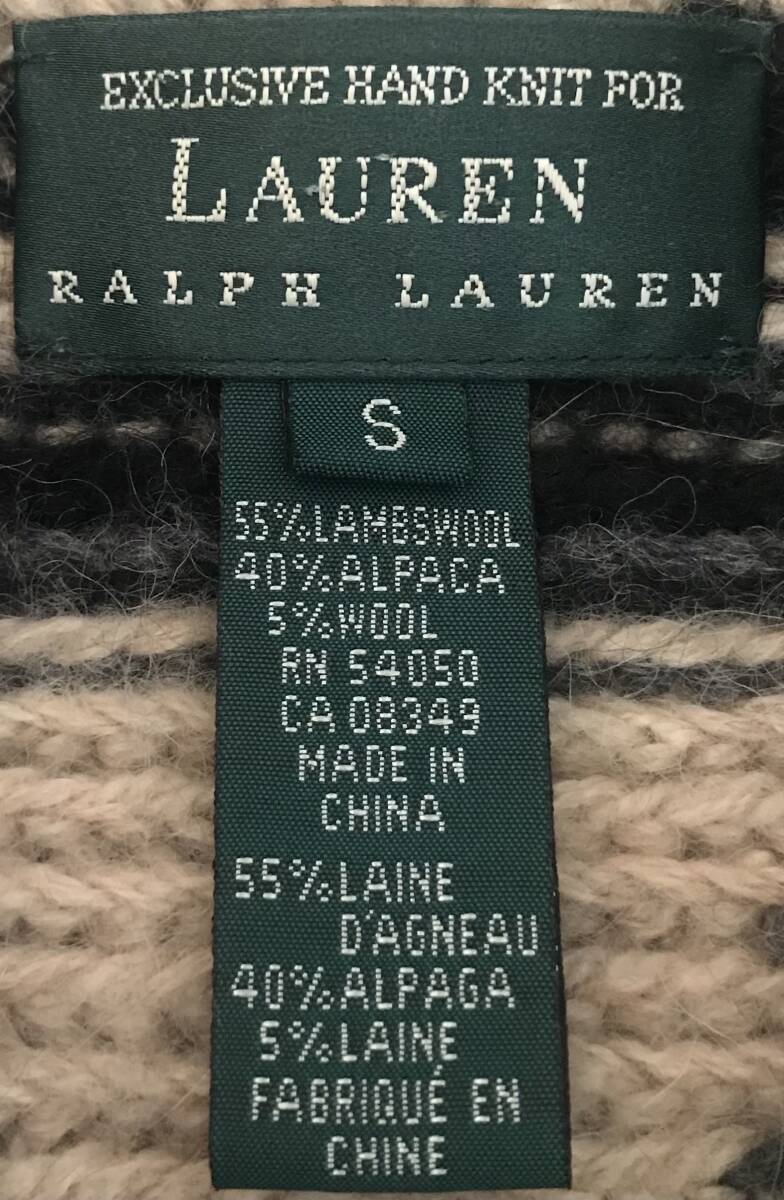 EXCLUSIVE HAND KNIT FOR
LAUREN
RALPH LAUREN
S
55%LAMBSWOOL
40%ALPACA
5%WOOL
RN 54050
CA 08349
MADE IN
CHINA
55%LAINE
D'AGNEAU
40%ALPAGA
5%LAINE
FABRIQUÉ EN
CHINE